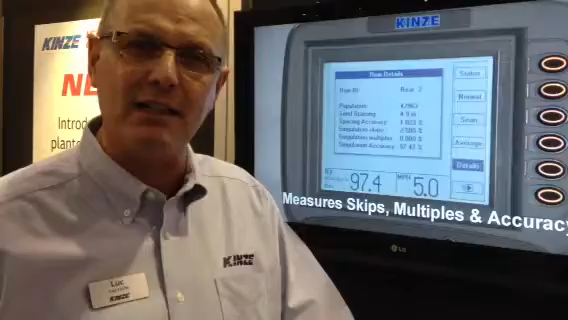 KINZE
NE
Introdu
plante
KINZE
Row Details
Status
Row ID: Row 2
Normal
Population:
Seed Spacing
Scan
Spacing Accuracy:
Singulation skips:
Singulation multiples
Average
Singulation Accuracy:
Details
97.4
MPH 5.0
Measures Skips, Multiples & Accuracy
LG
KINZE
Luc
KINZE